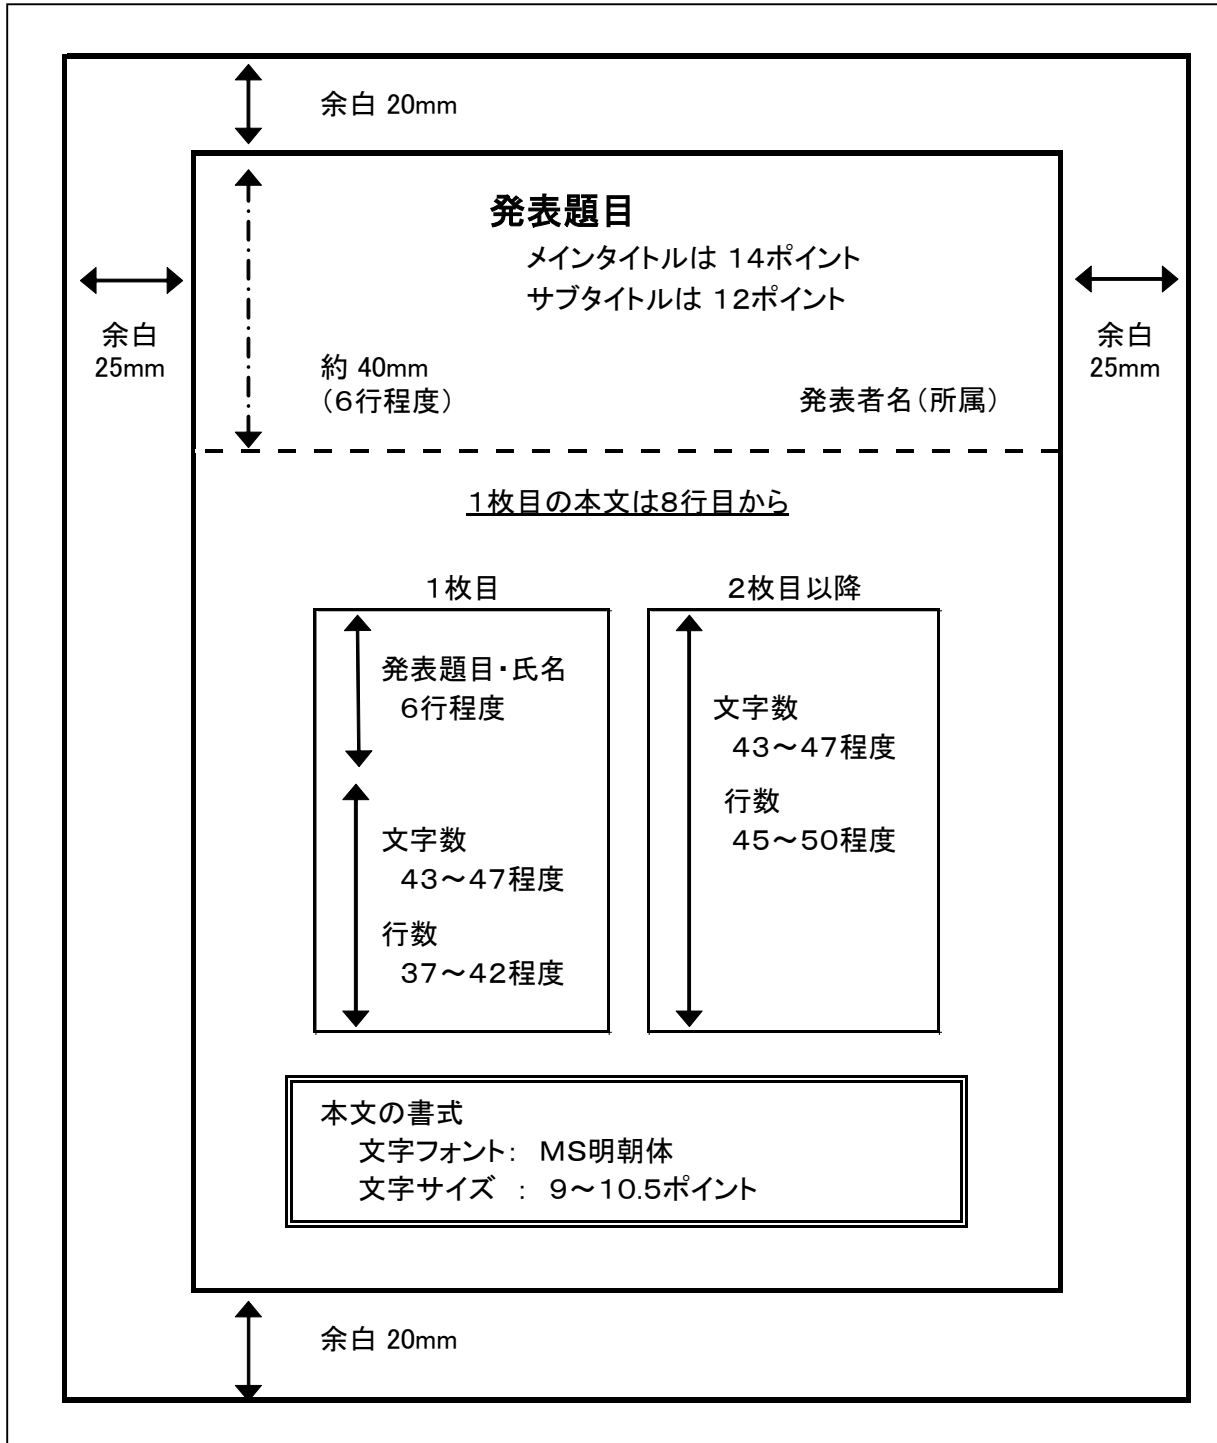 余白 20mm
発表題目
メインタイトルは 14ポイント
サブタイトルは 12ポイント
余白
25mm
余白
25mm
約 40mm
（6行程度）
発表者名（所属）
1枚目の本文は8行目から
1枚目
発表題目・氏名
6行程度
文字数
43～47程度
行数
37～42程度
2枚目以降
文字数
43～47程度
行数
45～50程度
本文の書式
文字フォント： MS明朝体
文字サイズ ： 9～10.5ポイント
余白 20mm